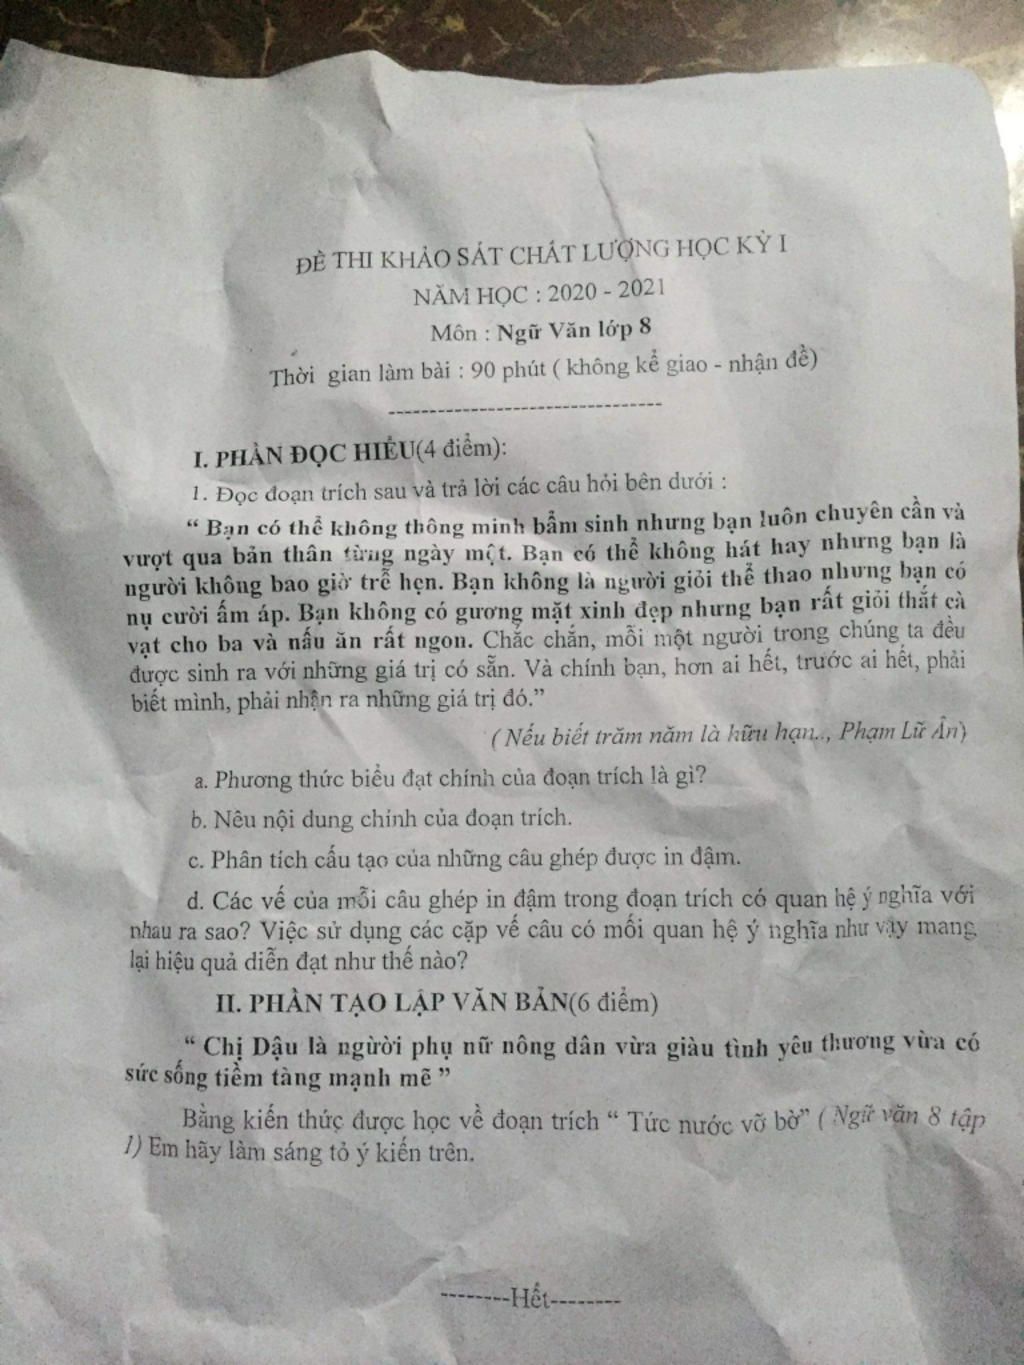 ĐỀ THI KHẢO SÁT CHẤT LƯỢNG HỌC KỲ I
NĂM HỌC : 2020 - 2021
Môn : Ngữ Văn lớp 8
Thời gian làm bài : 90 phút ( không kể giao - nhận đề)
---------------------------------
I. PHẦN ĐỌC HIỂU(4 điểm):
1. Đọc đoạn trích sau và trả lời các câu hỏi bên dưới :
“ Bạn có thể không thông minh bẩm sinh nhưng bạn luôn chuyên cần và
vượt qua bản thân từng ngày một. Bạn có thể không hát hay nhưng bạn là
người không bao giờ trễ hẹn. Bạn không là người giỏi thể thao nhưng bạn có
nụ cười ấm áp. Bạn không có gương mặt xinh đẹp nhưng bạn rất giỏi thắt cà
vạt cho ba và nấu ăn rất ngon. Chắc chắn, mỗi một người trong chúng ta đều
được sinh ra với những giá trị có sẵn. Và chính bạn, hơn ai hết, trước ai hết, phải
biết mình, phải nhận ra những giá trị đó.”
( Nếu biết trăm năm là hữu hạn.., Phạm Lữ Ân)
a. Phương thức biểu đạt chính của đoạn trích là gì?
b. Nêu nội dung chính của đoạn trích.
c. Phân tích cấu tạo của những câu ghép được in đậm.
d. Các vế của mỗi câu ghép in đậm trong đoạn trích có quan hệ ý nghĩa với
nhau ra sao? Việc sử dụng các cặp vế câu có mối quan hệ ý nghĩa như vậy mang
lại hiệu quả diễn đạt như thế nào?
II. PHẦN TẠO LẬP VĂN BẢN(6 điểm)
“ Chị Dậu là người phụ nữ nông dân vừa giàu tình yêu thương vừa có
sức sống tiềm tàng mạnh mẽ ”
Bằng kiến thức được học về đoạn trích “ Tức nước vỡ bờ” ( Ngữ văn 8 tập
1) Em hãy làm sáng tỏ ý kiến trên.
--------Hết--------